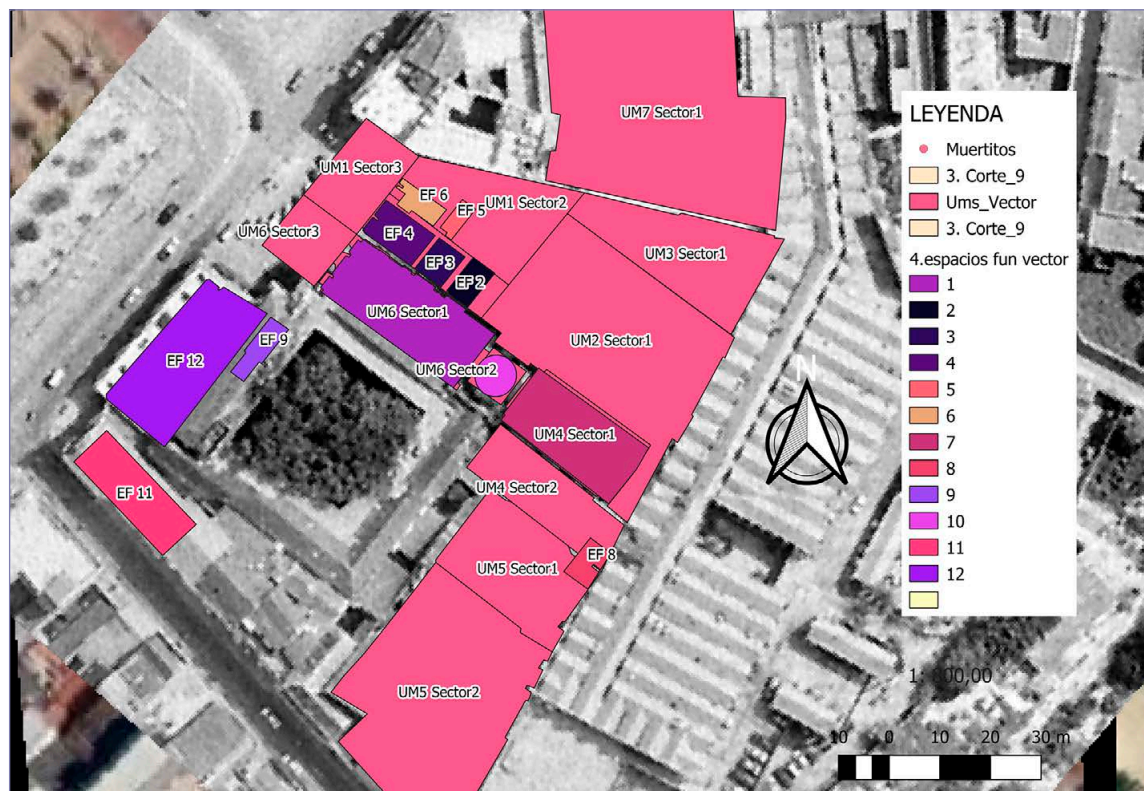 UM7 Sector1
UM1 Sector3
EF 6
EF 5
UM1 Sector2
UM6 Sector3
EF 4
EF 3
EF 2
UM3 Sector1
UM6 Sector1
UM2 Sector1
EF 9
EF 12
UM6 Sector2
UM4 Sector1
EF 11
UM4 Sector2
EF 8
UM5 Sector1
UM5 Sector2
LEYENDA
Muertitos
3. Corte_9
Ums_Vector
3. Corte_9
4.espacios fun vector
1
2
3
4
5
6
7
8
9
10
11
12
N
10 0 10 20 30 m